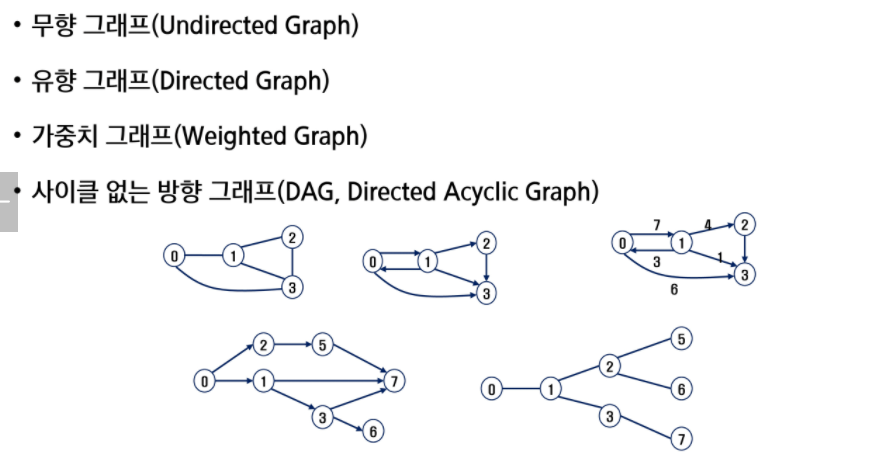 • 무향 그래프(Undirected Graph)
• 유향 그래프(Directed Graph)
• 가중치 그래프(Weighted Graph)
• 사이클 없는 방향 그래프(DAG, Directed Acyclic Graph)
0 1 2 3
0 1 2 3
0 1 2 3 7 4 3 1 6
0 2 5 1 7 3 6
0 1 2 3 5 6 7